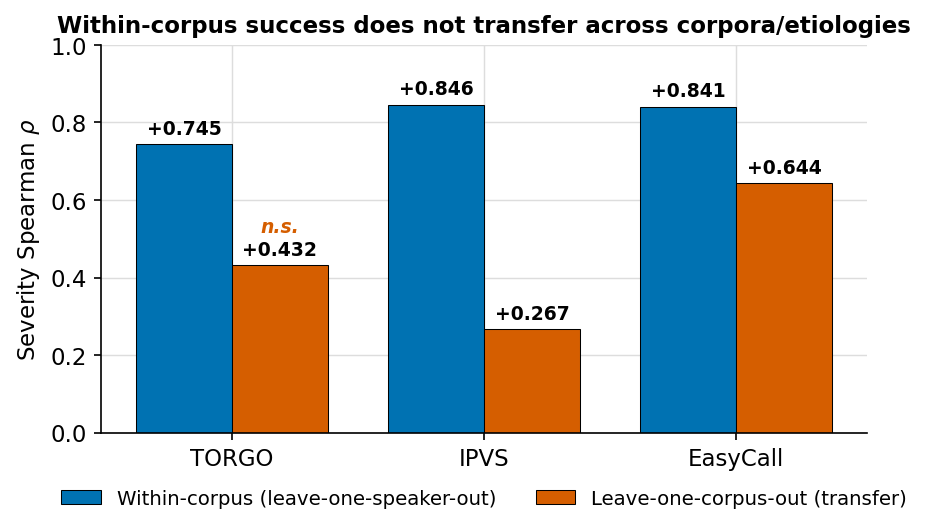 Within-corpus success does not transfer across corpora/etiologies
Severity Spearman ρ
1.0
0.8
0.6
0.4
0.2
0.0
+0.745
n.s.
+0.432
+0.846
+0.267
+0.841
+0.644
TORGO
IPVS
EasyCall
Within-corpus (leave-one-speaker-out)
Leave-one-corpus-out (transfer)